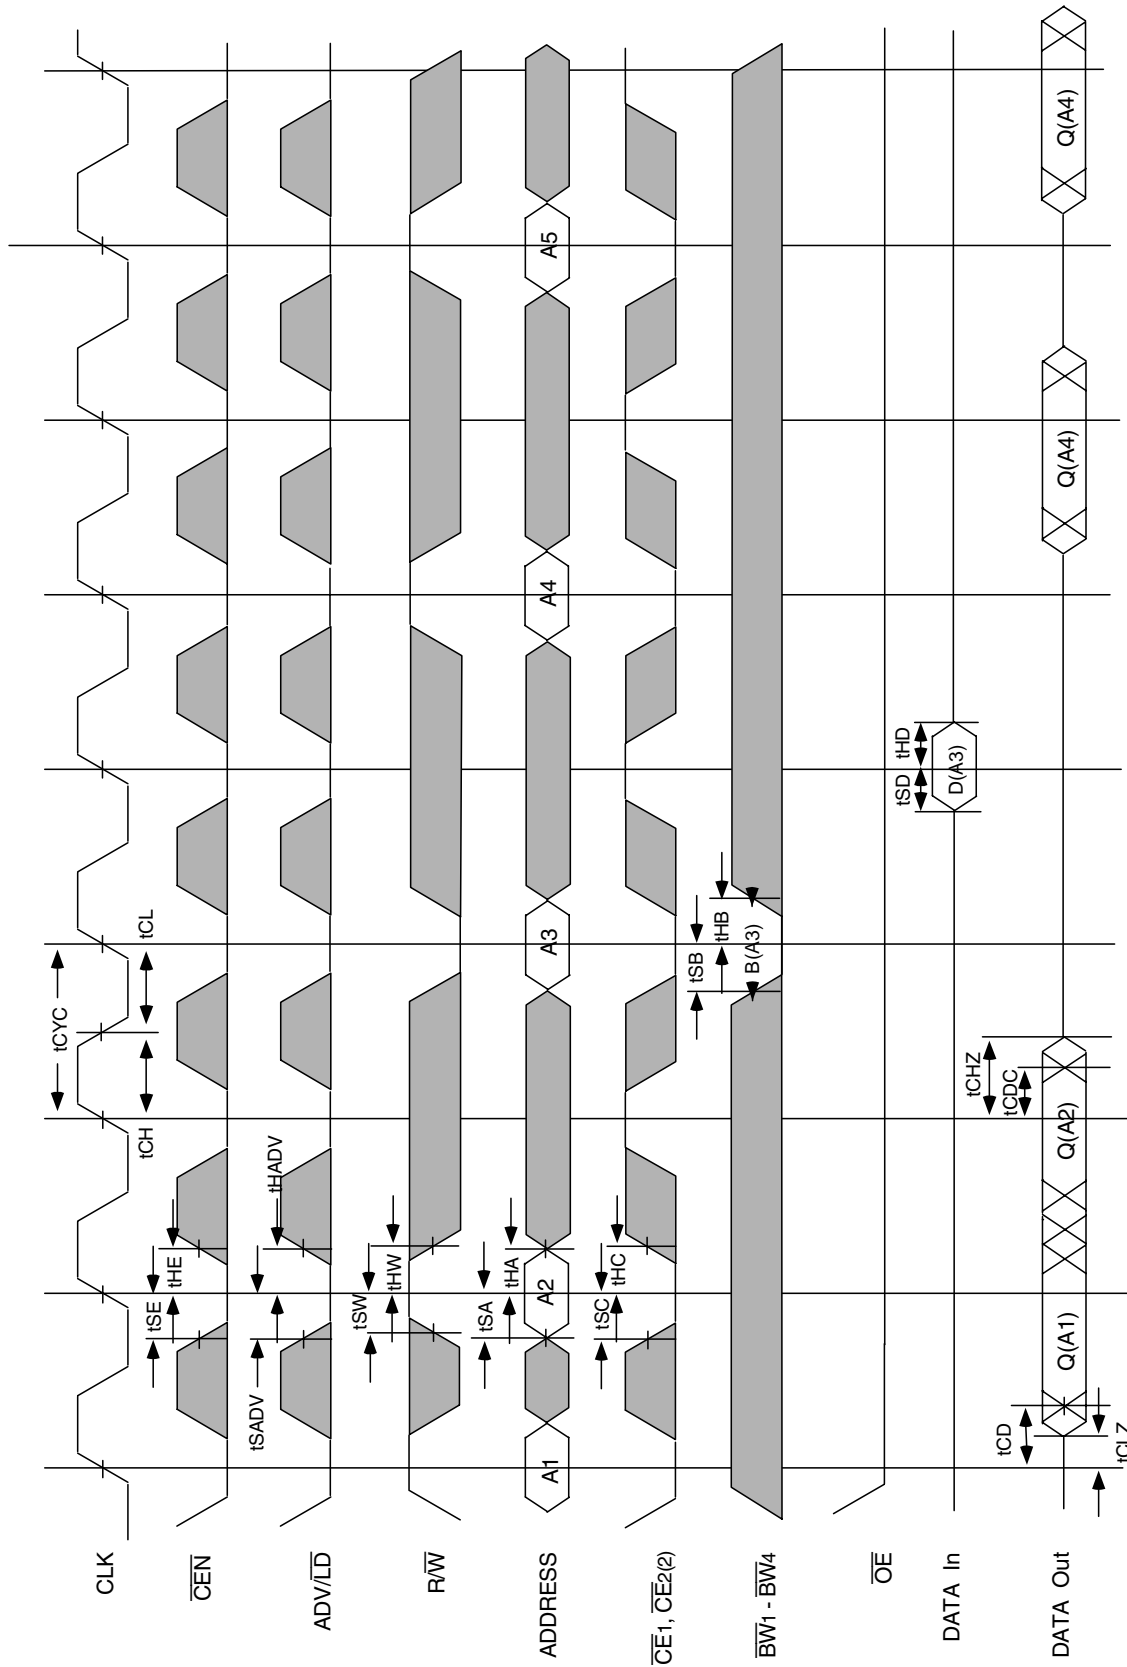 CLK
tCH
tCYC
tCL
CEN
tSE
tHE
ADV/LD
tSADV
tHADV
R/W
tSW
tHW
ADDRESS
A1
tSA
tHA
A2
A3
A4
A5
CE1, CE2(2)
tSC
tHC
BW1 - BW4
tSB
tHB
B(A3)
OE
DATA In
tSD
tHD
D(A3)
DATA Out
tCD
tCLZ
Q(A1)
tCHZ
tCDC
Q(A2)
Q(A4)
Q(A4)